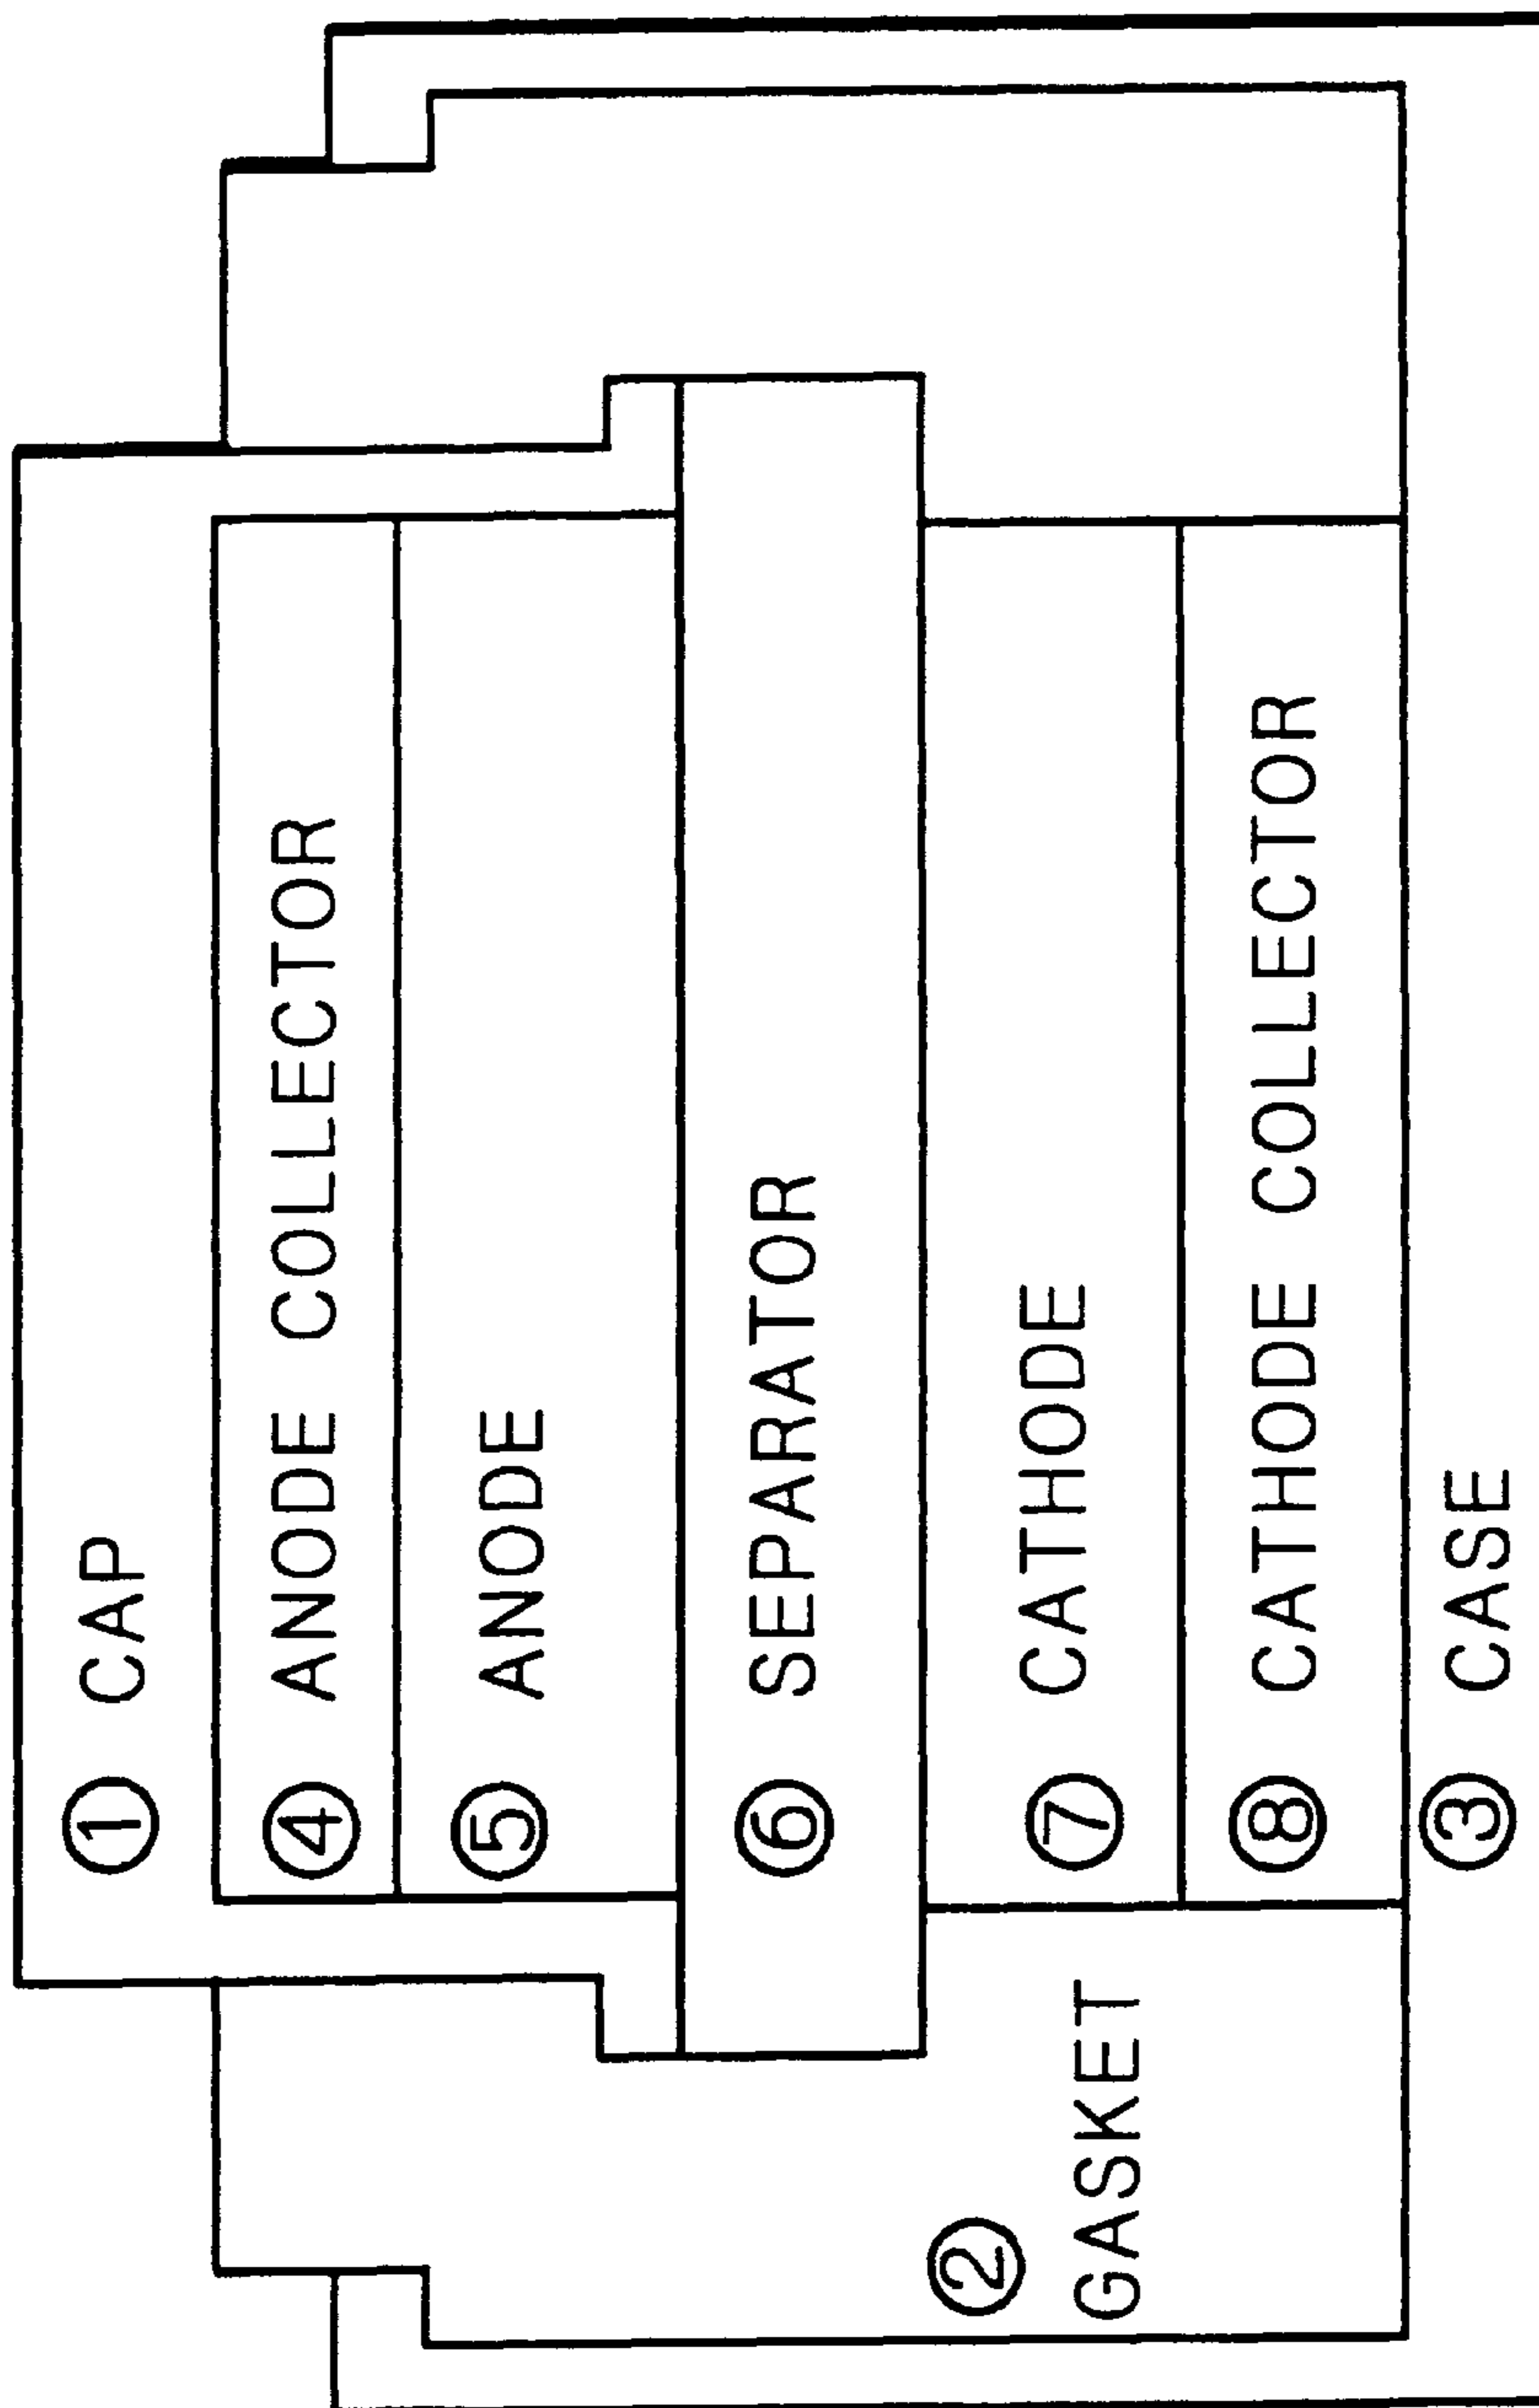 ① CAP
④ ANODE COLLECTOR
⑤ ANODE
⑥ SEPARATOR
② GASKET
⑦ CATHODE
⑧ CATHODE COLLECTOR
③ CASE